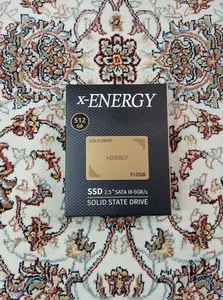 x-ENERGY
512
GB
GOLD DRIVE
x-ENERGY
512GB
SSD 2.5" SATA III 6GB/s
SOLID STATE DRIVE